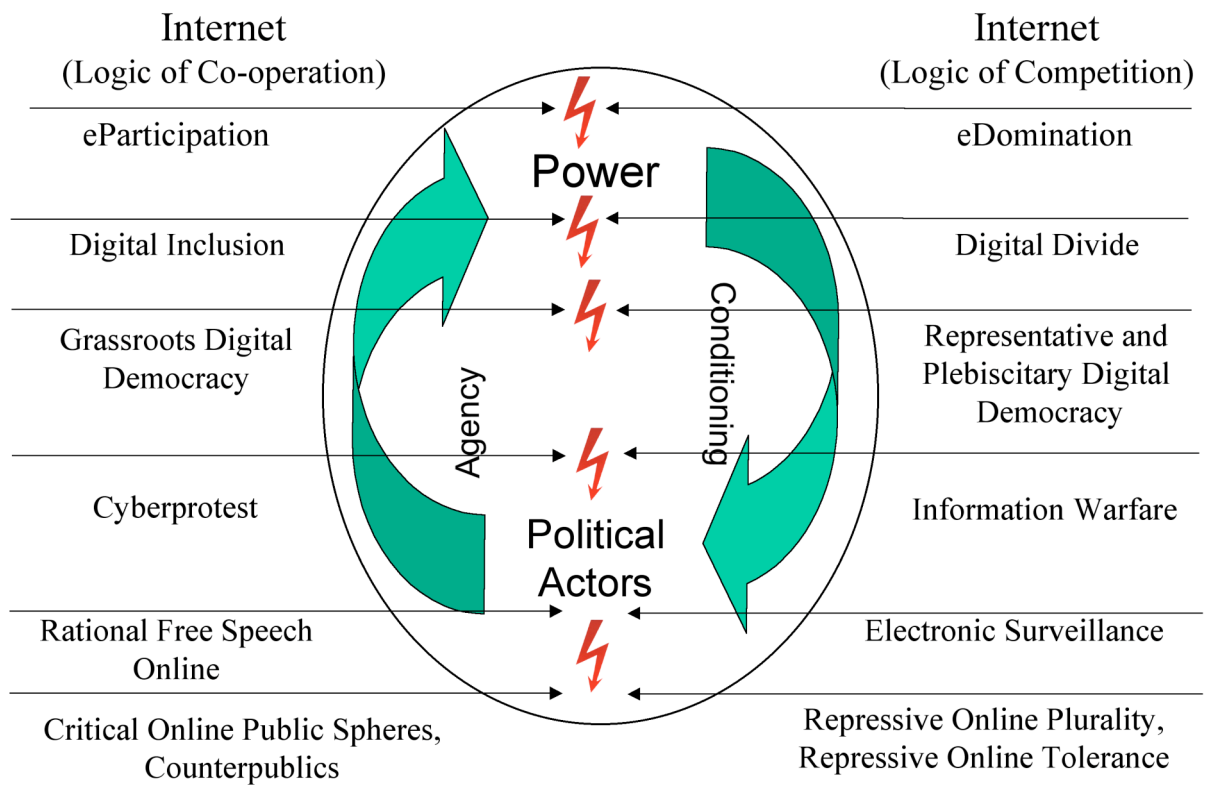 Internet
(Logic of Co-operation)
Internet
(Logic of Competition)
eParticipation
eDomination
Power
Digital Inclusion
Digital Divide
Grassroots Digital
Democracy
Representative and
Plebiscitary Digital
Democracy
Agency
Conditioning
Cyberprotest
Information Warfare
Political
Actors
Rational Free Speech
Online
Electronic Surveillance
Critical Online Public Spheres,
Counterpublics
Repressive Online Plurality,
Repressive Online Tolerance